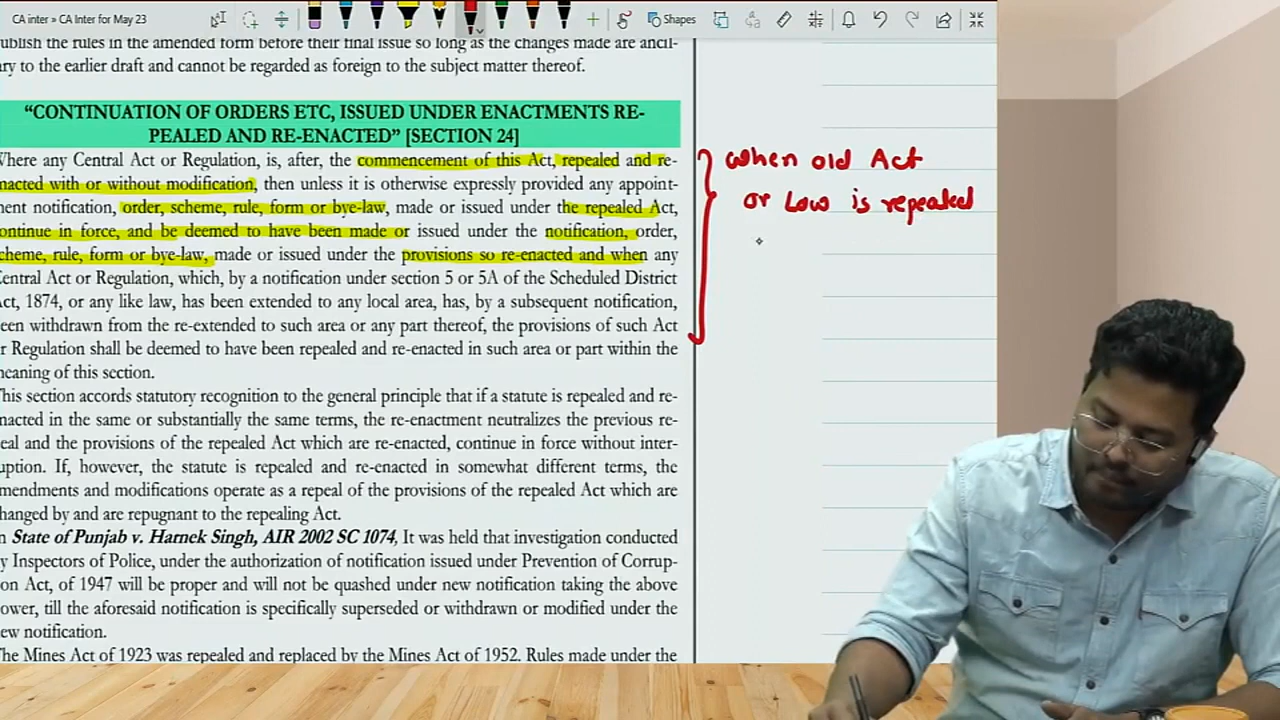 CA inter » CA Inter for May 23
Shapes
ublish the rules in the amended form before their final issue so long as the changes made are ancil-
ry to the earlier draft and cannot be regarded as foreign to the subject matter thereof.
“CONTINUATION OF ORDERS ETC, ISSUED UNDER ENACTMENTS RE-
PEALED AND RE-ENACTED” [SECTION 24]
Where any Central Act or Regulation, is, after, the commencement of this Act, repealed and re-
nacted with or without modification, then unless it is otherwise expressly provided any appoint-
ent notification, order, scheme, rule, form or bye-law, made or issued under the repealed Act,
ontinue in force, and be deemed to have been made or issued under the notification, order,
cheme, rule, form or bye-law, made or issued under the provisions so re-enacted and when any
entral Act or Regulation, which, by a notification under section 5 or 5A of the Scheduled District
ct, 1874, or any like law, has been extended to any local area, has, by a subsequent notification,
een withdrawn from the re-extended to such area or any part thereof, the provisions of such Act
r Regulation shall be deemed to have been repealed and re-enacted in such area or part within the
eaning of this section.
his section accords statutory recognition to the general principle that if a statute is repealed and re-
nacted in the same or substantially the same terms, the re-enactment neutralizes the previous re-
eal and the provisions of the repealed Act which are re-enacted, continue in force without inter-
uption. If, however, the statute is repealed and re-enacted in somewhat different terms, the
mendments and modifications operate as a repeal of the provisions of the repealed Act which are
hanged by and are repugnant to the repealing Act.
n State of Punjab v. Harnek Singh, AIR 2002 SC 1074, It was held that investigation conducted
y Inspectors of Police, under the authorization of notification issued under Prevention of Corrup-
on Act, of 1947 will be proper and will not be quashed under new notification taking the above
ower, till the aforesaid notification is specifically superseded or withdrawn or modified under the
ew notification.
he Mines Act of 1923 was repealed and replaced by the Mines Act of 1952. Rules made under the
When old Act
or Low is repealed